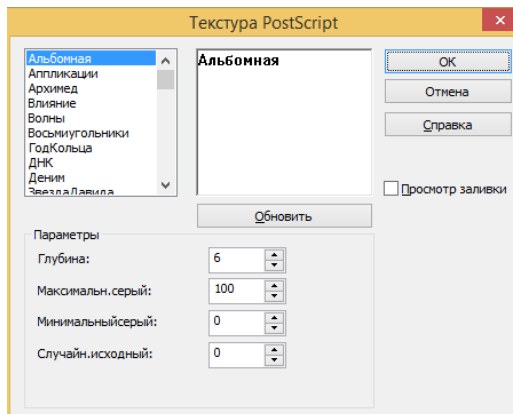 Текстура PostScript
Альбомная
Аппликации
Архимед
Влияние
Волны
Восьмиугольники
ГодКольца
ДНК
Деним
ЗвездаДавида
Альбомная
ОК
Отмена
Справка
Просмотр заливки
Обновить
Параметры
Глубина: 6
Максимальн.серый: 100
Минимальныйсерый: 0
Случайн.исходный: 0